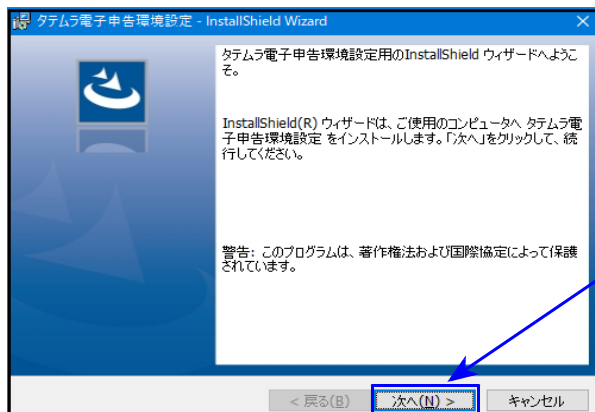 タテムラ電子申告環境設定 - InstallShield Wizard
タテムラ電子申告環境設定用のInstallShield ウィザードへようこ
そ。
InstallShield(R) ウィザードは、ご使用のコンピュータへ タテムラ電
子申告環境設定 をインストールします。「次へ」をクリックして、続
行してください。
警告: このプログラムは、著作権法および国際協定によって保護
されています。
< 戻る(B) 次へ(N) > キャンセル